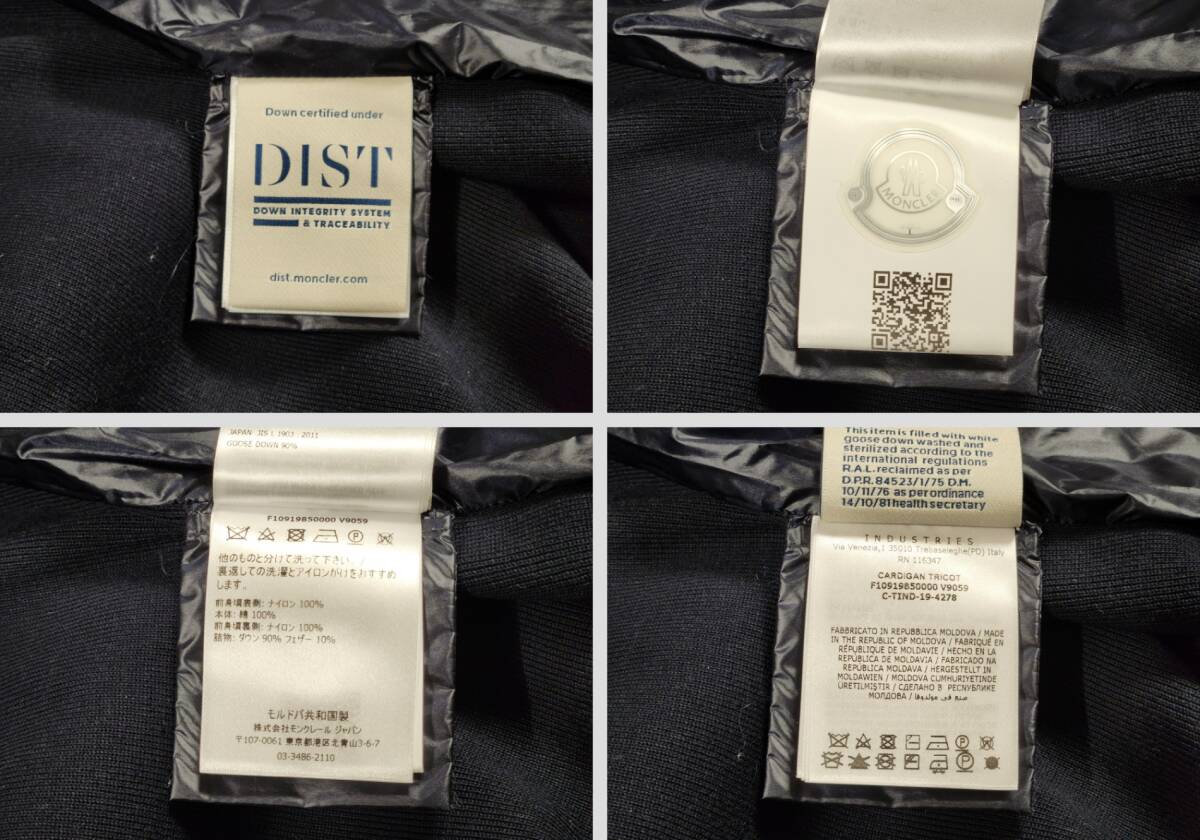 Down certified under
DIST
DOWN INTEGRITY SYSTEM
& TRACEABILITY
dist.moncler.com
MONCLER
JAPAN JIS L 1903 : 2011
GOOSE DOWN 90%
F10919850000 V9059
他のものと分けて洗って下さい。
裏返しての洗濯とアイロンがけをおすすめ
します。
前身頃表側: ナイロン 100%
本体: 綿 100%
前身頃裏側: ナイロン 100%
詰物: ダウン 90% フェザー 10%
モルドバ共和国製
株式会社モンクレール ジャパン
〒107-0061 東京都港区北青山3-6-7
03-3486-2110
This item is filled with white
goose down washed and
sterilized according to the
international regulations
R.A.L. reclaimed as per
D.P.R. 84523/1/75 D.M.
10/11/76 as per ordinance
14/10/81 health secretary
INDUSTRIES
Via Venezia,1 35010 Trebaseleghe(PD) Italy
RN 116347
CARDIGAN TRICOT
F10919850000 V9059
C-TIND-19-4278
FABBRICATO IN REPUBBLICA MOLDOVA / MADE
IN THE REPUBLIC OF MOLDOVA / FABRIQUÉ EN
RÉPUBLIQUE DE MOLDAVIE / HECHO EN LA
REPÚBLICA DE MOLDAVIA / FABRICADO NA
REPÚBLICA MOLDAVA / HERGESTELLT IN
MOLDAWIEN / MOLDOVA CUMHURIYETINDE
ÜRETILMIŞTIR / СДЕЛАНО В РЕСПУБЛИКЕ
МОЛДОВА / صنع في مولدوفا